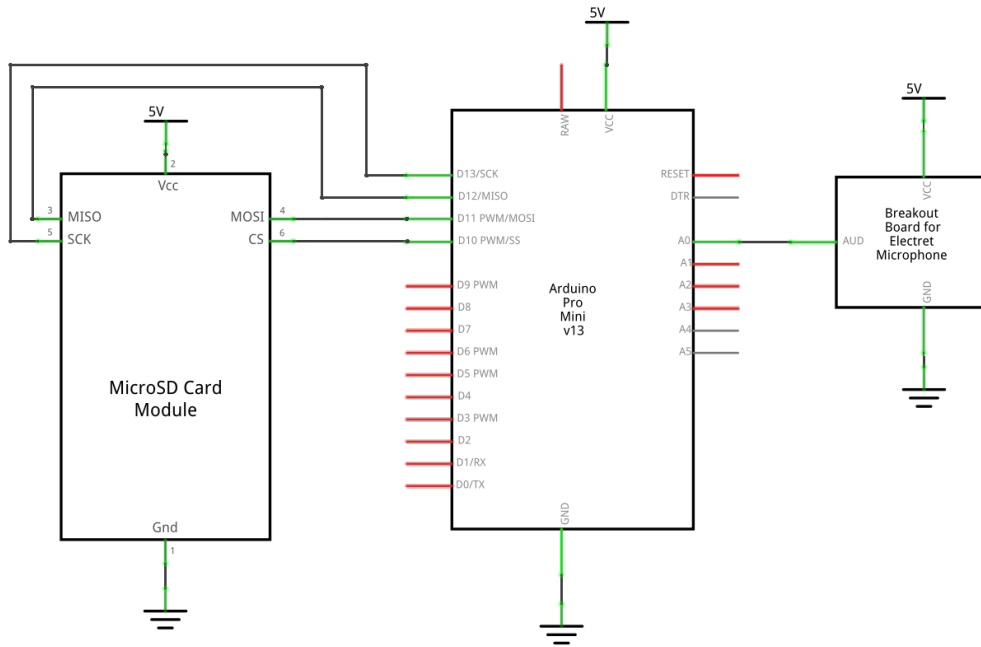 5V
5V
5V
2
Vcc
3
MISO
5
SCK
MOSI
4
CS
6
MicroSD Card
Module
Gnd
1
RAW
VCC
D13/SCK
D12/MISO
D11 PWM/MOSI
D10 PWM/SS
D9 PWM
D8
D7
D6 PWM
D5 PWM
D4
D3 PWM
D2
D1/RX
D0/TX
Arduino
Pro
Mini
v13
RESET
DTR
A0
A1
A2
A3
A4
A5
GND
VCC
Breakout
Board for
Electret
Microphone
AUD
GND